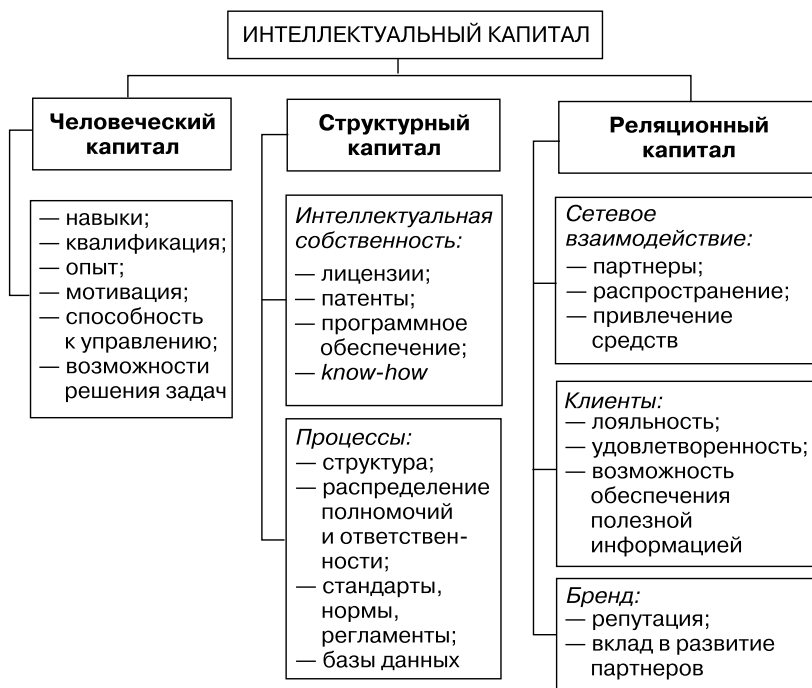 ИНТЕЛЛЕКТУАЛЬНЫЙ КАПИТАЛ
Человеческий
капитал
— навыки;
— квалификация;
— опыт;
— мотивация;
— способность
к управлению;
— возможности
решения задач
Структурный
капитал
Интеллектуальная
собственность:
— лицензии;
— патенты;
— программное
обеспечение;
— know-how
Процессы:
— структура;
— распределение
полномочий
и ответствен-
ности;
— стандарты,
нормы,
регламенты;
— базы данных
Реляционный
капитал
Сетевое
взаимодействие:
— партнеры;
— распространение;
— привлечение
средств
Клиенты:
— лояльность;
— удовлетворенность;
— возможность
обеспечения
полезной
информацией
Бренд:
— репутация;
— вклад в развитие
партнеров